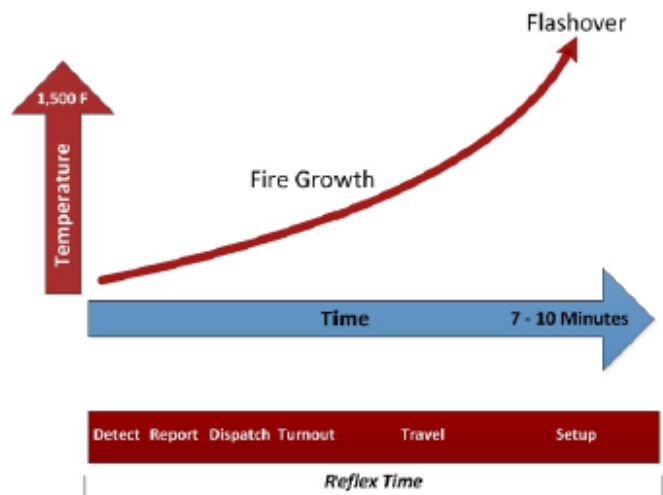 Flashover
1,500 F
Temperature
Fire Growth
Time
7 - 10 Minutes
Detect Report Dispatch Turnout Travel Setup
Reflex Time